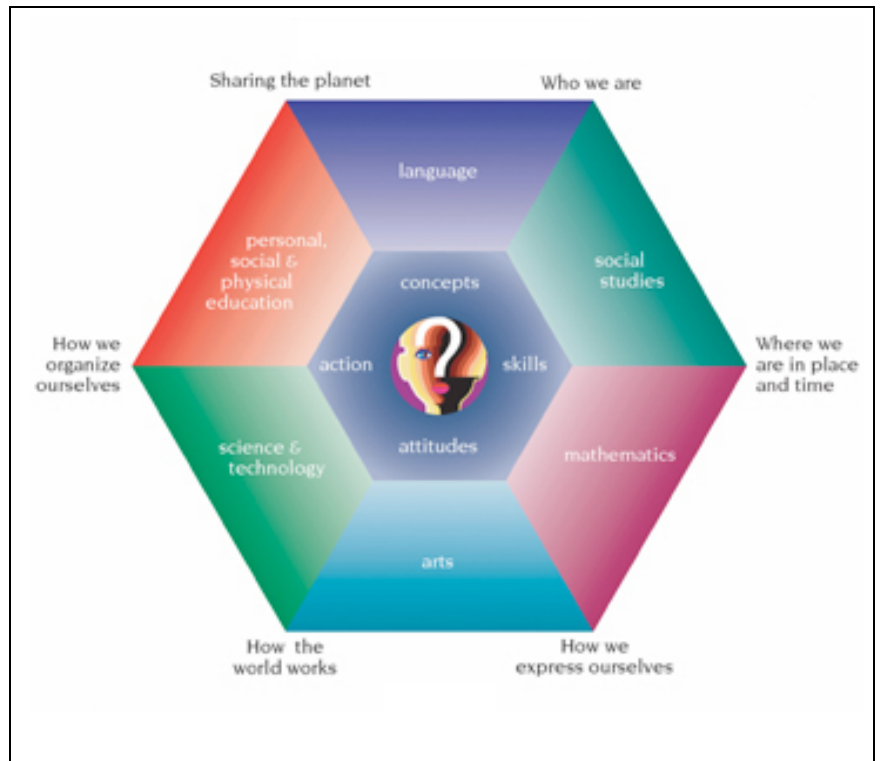 Sharing the planet
Who we are
language
personal,
social &
physical
education
social
studies
concepts
How we
organize
ourselves
action
?
skills
Where we
are in place
and time
attitudes
science &
technology
mathematics
arts
How the
world works
How we
express ourselves